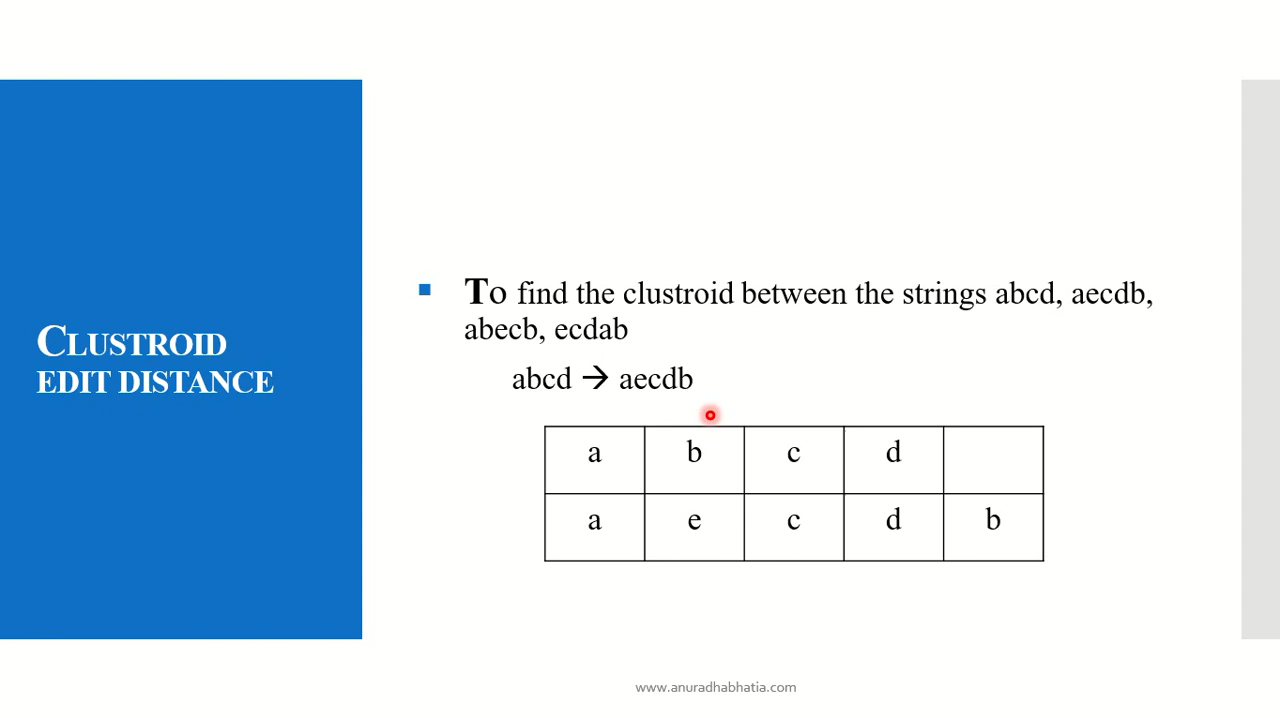 CLUSTROID
EDIT DISTANCE
To find the clustroid between the strings abcd, aecdb,
abecb, ecdab
abcd → aecdb
a b c d
a e c d b
www.anuradhabhatia.com